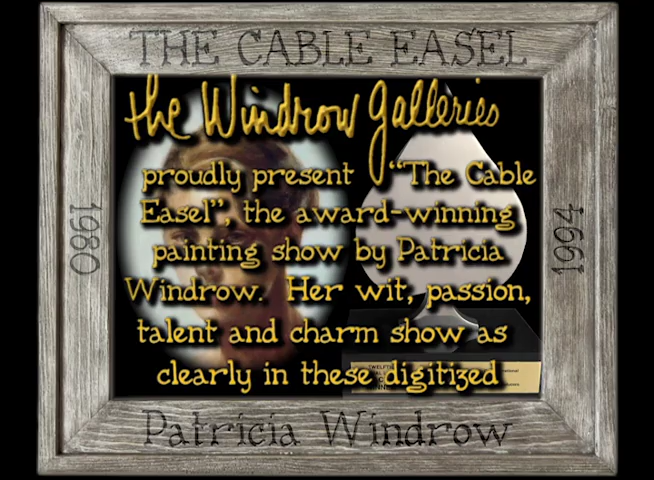 THE CABLE EASEL
the Windrow Galleries
proudly present "The Cable
Easel", the award-winning
painting show by Patricia
Windrow. Her wit, passion,
talent and charm show as
clearly in these digitized
1980
1994
Patricia Windrow